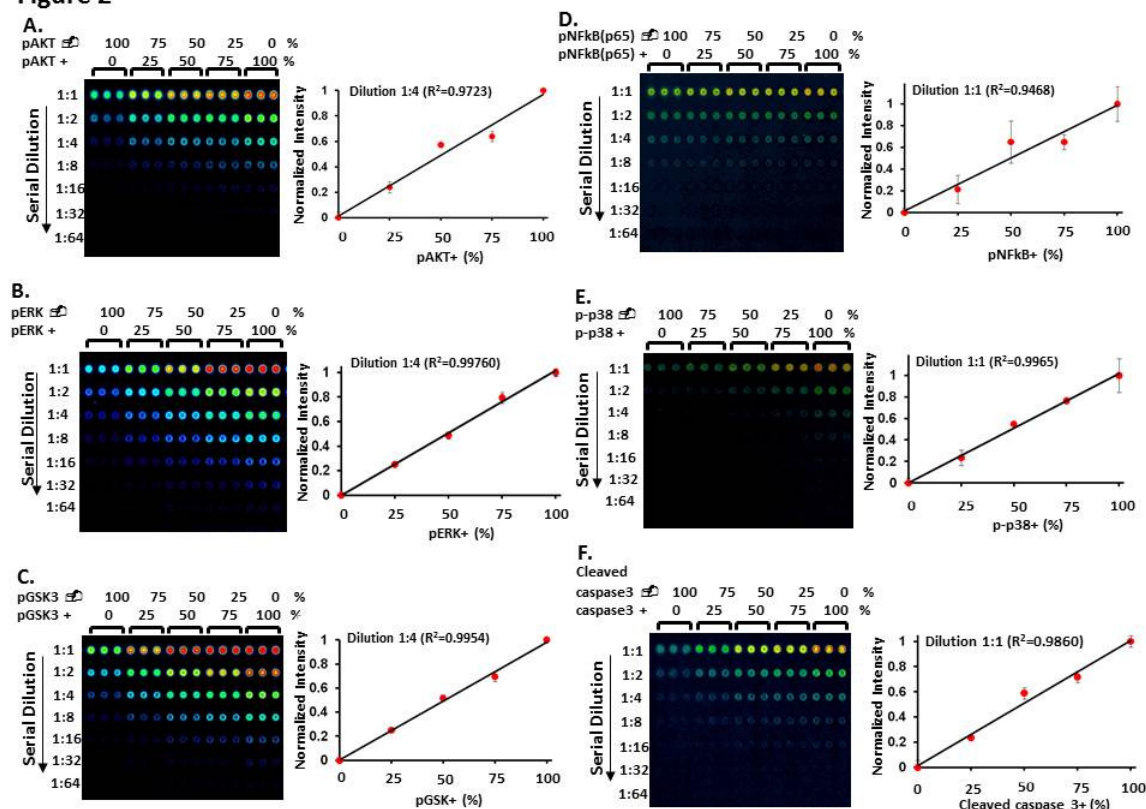 Figure 2
A.
pAKT 100 75 50 25 0 %
pAKT + 0 25 50 75 100 %
Serial Dilution
1:1
1:2
1:4
1:8
1:16
1:32
1:64
Dilution 1:4 (R²=0.9723)
Normalized Intensity
1
0.8
0.6
0.4
0.2
0
0 25 50 75 100
pAKT+ (%)
B.
pERK 100 75 50 25 0 %
pERK + 0 25 50 75 100 %
Serial Dilution
1:1
1:2
1:4
1:8
1:16
1:32
1:64
Dilution 1:4 (R²=0.99760)
Normalized Intensity
1
0.8
0.6
0.4
0.2
0
0 25 50 75 100
pERK+ (%)
C.
pGSK3 100 75 50 25 0 %
pGSK3 + 0 25 50 75 100 %
Serial Dilution
1:1
1:2
1:4
1:8
1:16
1:32
1:64
Dilution 1:4 (R²=0.9954)
Normalized Intensity
1
0.8
0.6
0.4
0.2
0
0 25 50 75 100
pGSK+ (%)
D.
pNFkB(p65) 100 75 50 25 0 %
pNFkB(p65) + 0 25 50 75 100 %
Serial Dilution
1:1
1:2
1:4
1:8
1:16
1:32
1:64
Dilution 1:1 (R²=0.9468)
Normalized Intensity
1
0.8
0.6
0.4
0.2
0
0 25 50 75 100
pNFkB+ (%)
E.
p-p38 100 75 50 25 0 %
p-p38 + 0 25 50 75 100 %
Serial Dilution
1:1
1:2
1:4
1:8
1:16
1:32
1:64
Dilution 1:1 (R²=0.9965)
Normalized Intensity
1
0.8
0.6
0.4
0.2
0
0 25 50 75 100
p-p38+ (%)
F.
Cleaved
caspase3 100 75 50 25 0 %
caspase3 + 0 25 50 75 100 %
Serial Dilution
1:1
1:2
1:4
1:8
1:16
1:32
1:64
Dilution 1:1 (R²=0.9860)
Normalized Intensity
1
0.8
0.6
0.4
0.2
0
0 25 50 75 100
Cleaved caspase 3+ (%)